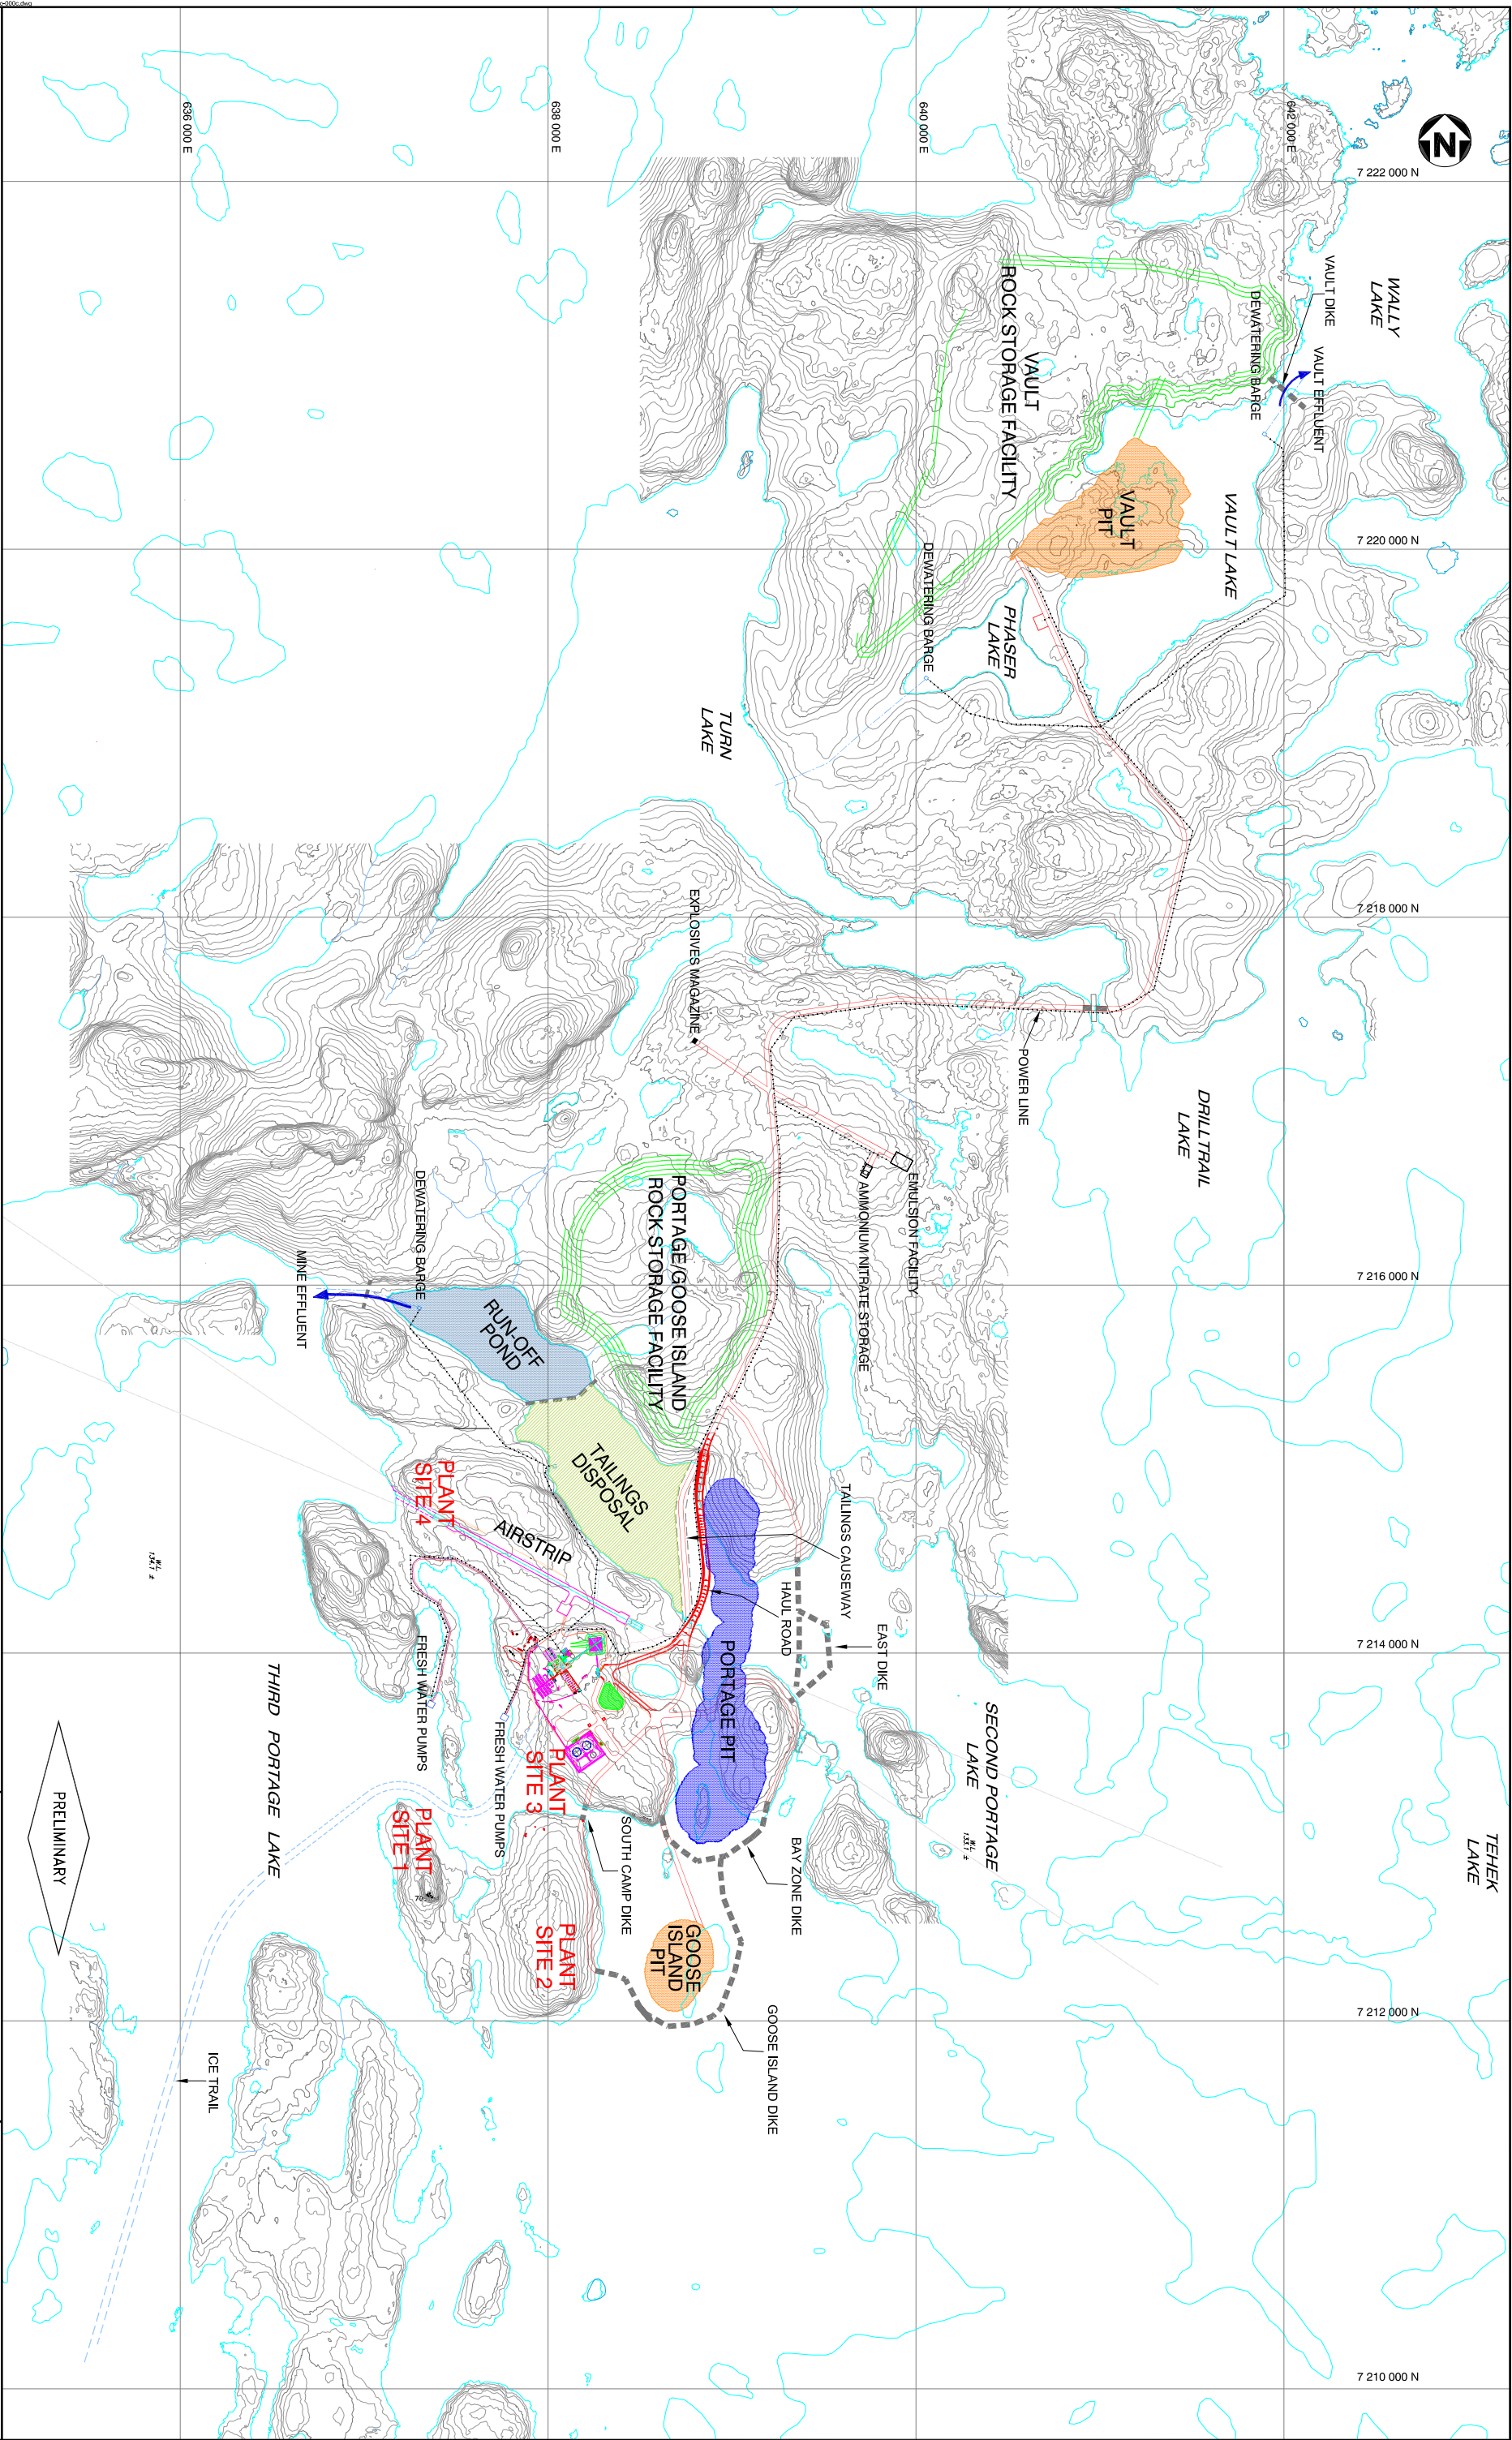 c-000c.dwg
N
636 000 E
638 000 E
640 000 E
642 000 E
7 222 000 N
7 220 000 N
7 218 000 N
7 216 000 N
7 214 000 N
7 212 000 N
7 210 000 N
WALLY
LAKE
VAULT DIKE
DEWATERING BARGE
VAULT EFFLUENT
VAULT
ROCK STORAGE FACILITY
VAULT
PIT
VAULT LAKE
DEWATERING BARGE
PHASER
LAKE
TURN
LAKE
EXPLOSIVES MAGAZINE
POWER LINE
DRILLTRAIL
LAKE
EMULSION FACILITY
AMMONIUM NITRATE STORAGE
PORTAGE/GOOSE ISLAND
ROCK STORAGE FACILITY
DEWATERING BARGE
MINE EFFLUENT
RUN-OFF
POND
TAILINGS
DISPOSAL
PLANT
SITE 4
AIRSTRIP
TAILINGS CAUSEWAY
HAUL ROAD
EAST DIKE
PORTAGE PIT
SECOND PORTAGE
LAKE
W.L.
133.1 ±
TEHEK
LAKE
W.L.
134.1 ±
FRESH WATER PUMPS
FRESH WATER PUMPS
THIRD PORTAGE LAKE
PLANT
SITE 3
PLANT
SITE 1
PLANT
SITE 2
SOUTH CAMP DIKE
BAY ZONE DIKE
GOOSE
ISLAND
PIT
GOOSE ISLAND DIKE
ICE TRAIL
PRELIMINARY